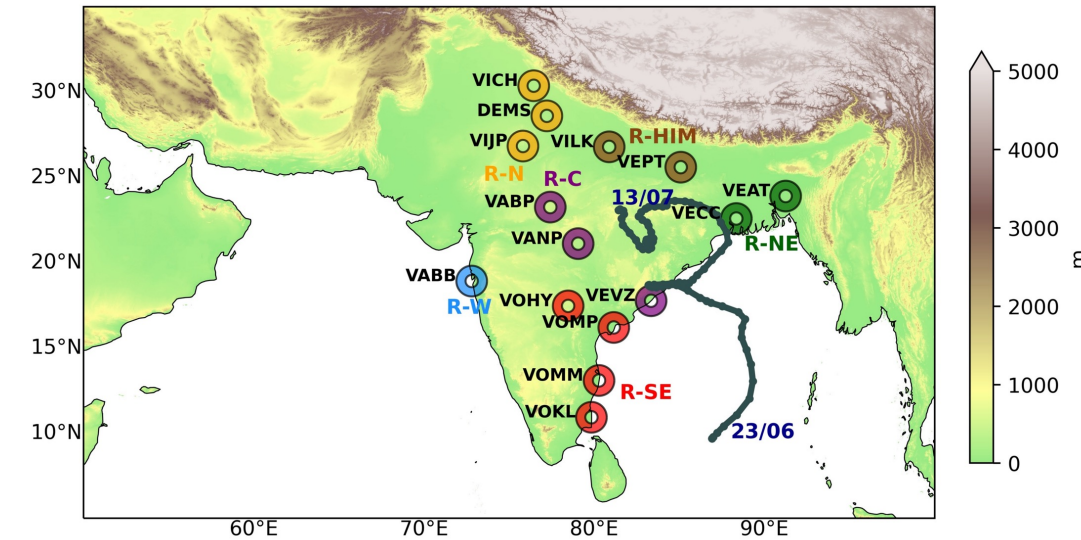 30°N
25°N
20°N
15°N
10°N
60°E
70°E
80°E
90°E
VICH
DEMS
VIJP
VILK
R-HIM
VEPT
R-N
R-C
VABP
13/07
VEAT
VECC
VANP
R-NE
VABB
R-W
VOHY
VEVZ
VOMP
VOMM
R-SE
VOKL
23/06
5000
4000
3000
2000
1000
0
m